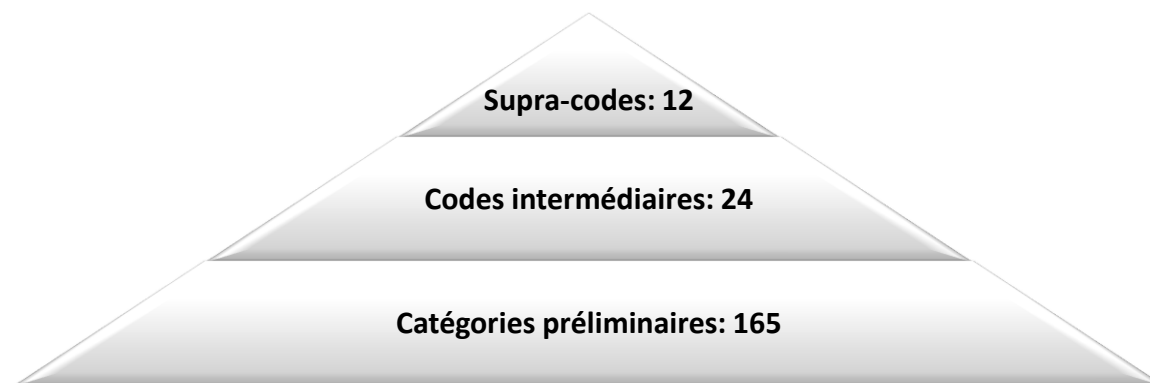 Supra-codes: 12
Codes intermédiaires: 24
Catégories préliminaires: 165